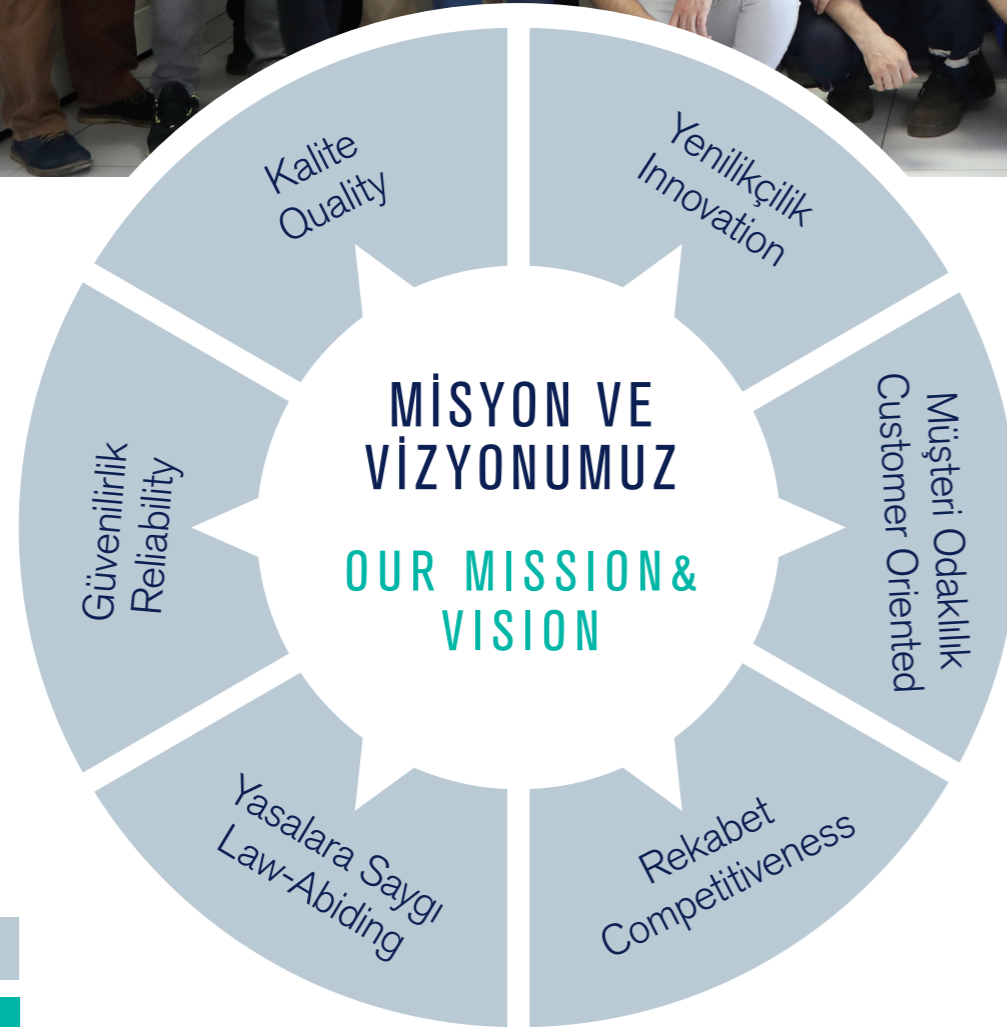 MİSYON VE
VİZYONUMUZ
OUR MISSION&
VISION
Kalite
Quality
Yenilikçilik
Innovation
Müşteri Odaklılık
Customer Oriented
Rekabet
Competitiveness
Yasalara Saygı
Law-Abiding
Güvenilirlik
Reliability